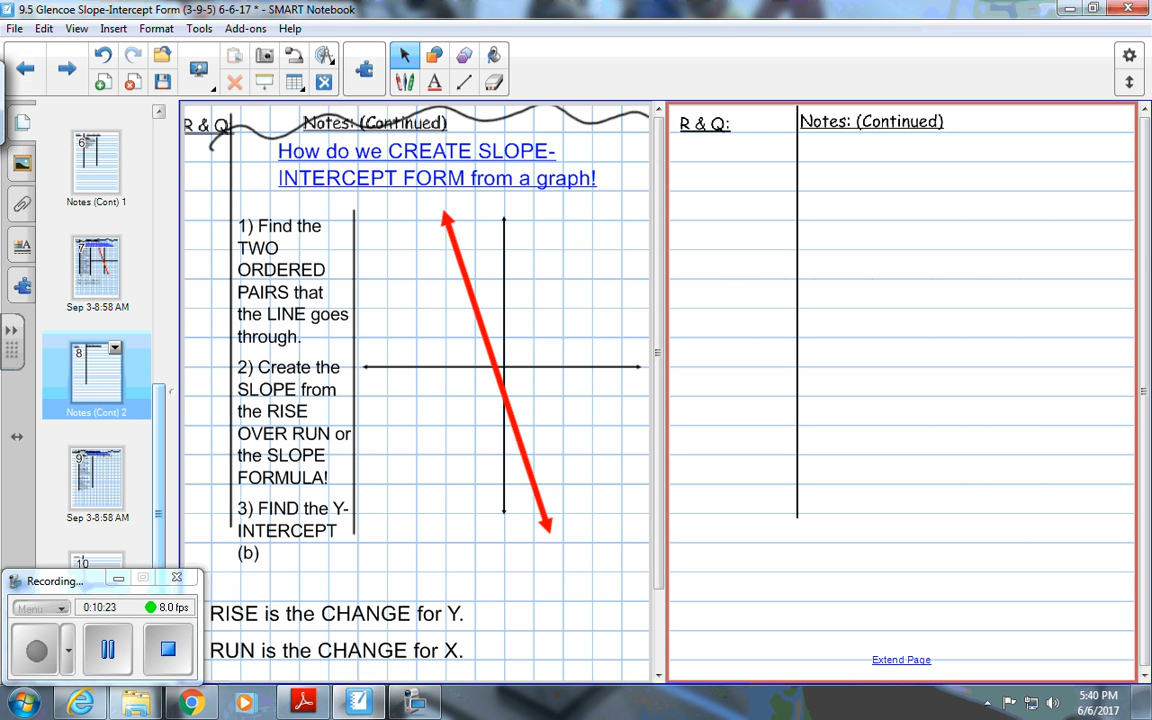 9.5 Glencoe Slope-Intercept Form (3-9-5) 6-6-17 * - SMART Notebook
File Edit View Insert Format Tools Add-ons Help
6
Notes (Cont) 1
7
Sep 3-8:58 AM
8
Notes (Cont) 2
9
Sep 3-8:58 AM
10
R & Q:
Notes: (Continued)
How do we CREATE SLOPE-
INTERCEPT FORM from a graph!
1) Find the
TWO
ORDERED
PAIRS that
the LINE goes
through.
2) Create the
SLOPE from
the RISE
OVER RUN or
the SLOPE
FORMULA!
3) FIND the Y-
INTERCEPT
(b)
RISE is the CHANGE for Y.
RUN is the CHANGE for X.
R & Q:
Notes: (Continued)
Extend Page
Recording...
Menu 0:10:23 8.0 fps
5:40 PM
6/6/2017